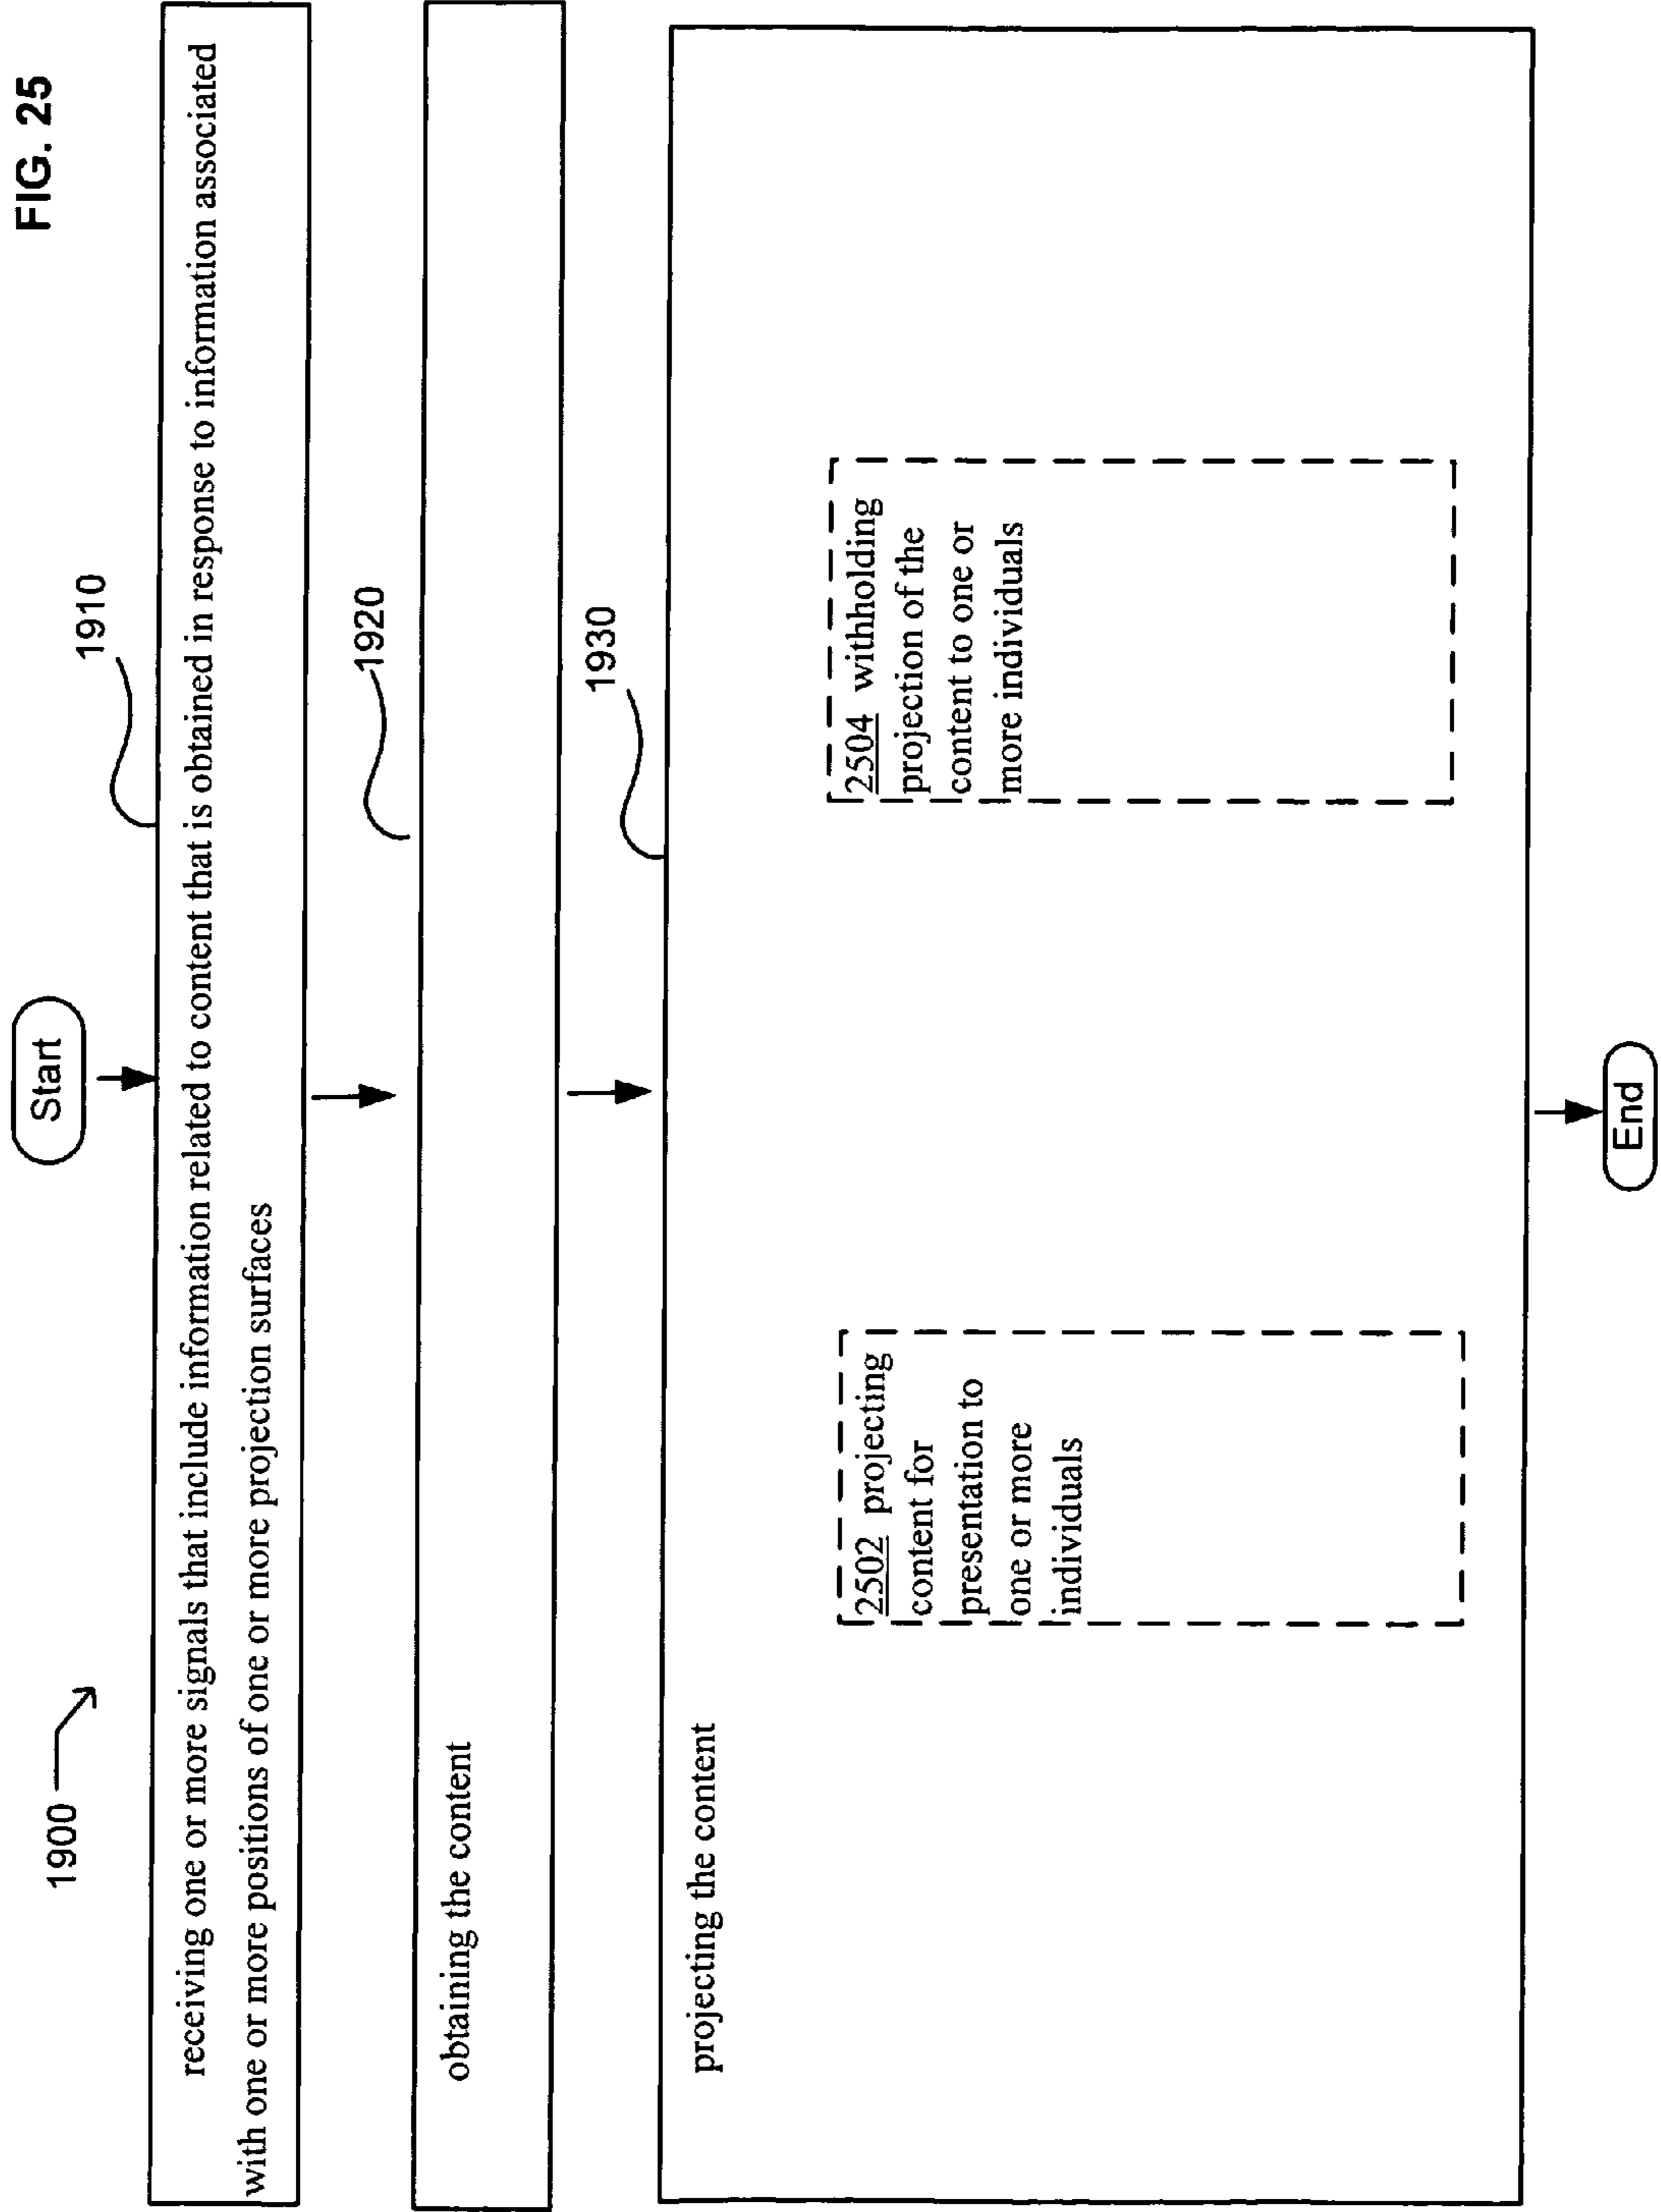 FIG. 25
1900
Start
1910
receiving one or more signals that include information related to content that is obtained in response to information associated
with one or more positions of one or more projection surfaces
1920
obtaining the content
1930
projecting the content
2502 projecting
content for
presentation to
one or more
individuals
2504 withholding
projection of the
content to one or
more individuals
End